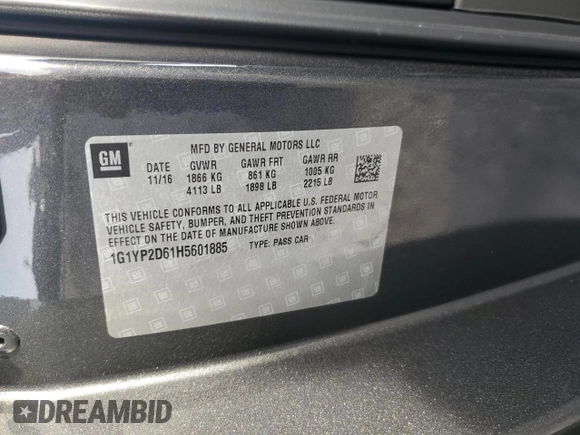 GM
MFD BY GENERAL MOTORS LLC
DATE GVWR GAWR FRT GAWR RR
11/16 1866 KG 861 KG 1005 KG
4113 LB 1898 LB 2215 LB
THIS VEHICLE CONFORMS TO ALL APPLICABLE U.S. FEDERAL MOTOR
VEHICLE SAFETY, BUMPER, AND THEFT PREVENTION STANDARDS IN
EFFECT ON THE DATE OF MANUFACTURE SHOWN ABOVE.
1G1YP2D61H5601885 TYPE: PASS CAR
DREAMBID